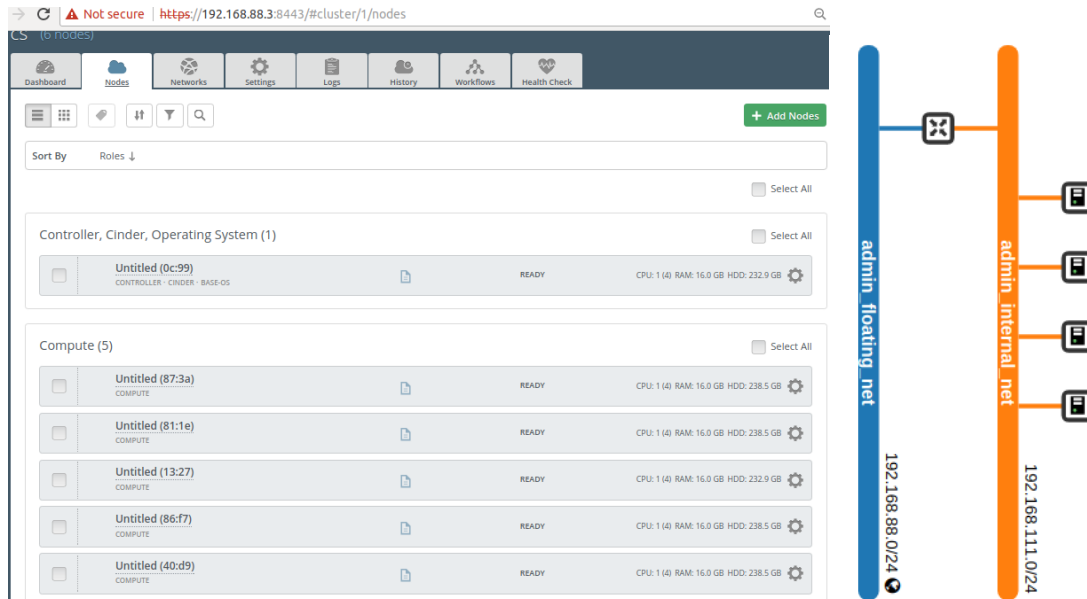 Not secure | https://192.168.88.3:8443/#cluster/1/nodes
CS (6 nodes)
Dashboard Nodes Networks Settings Logs History Workflows Health Check
+ Add Nodes
Sort By Roles ↓
Select All
Controller, Cinder, Operating System (1)
Select All
Untitled (0c:99)
CONTROLLER · CINDER · BASE-OS
READY
CPU: 1 (4) RAM: 16.0 GB HDD: 232.9 GB
Compute (5)
Select All
Untitled (87:3a)
COMPUTE
READY
CPU: 1 (4) RAM: 16.0 GB HDD: 238.5 GB
Untitled (81:1e)
COMPUTE
READY
CPU: 1 (4) RAM: 16.0 GB HDD: 238.5 GB
Untitled (13:27)
COMPUTE
READY
CPU: 1 (4) RAM: 16.0 GB HDD: 232.9 GB
Untitled (86:f7)
COMPUTE
READY
CPU: 1 (4) RAM: 16.0 GB HDD: 238.5 GB
Untitled (40:d9)
COMPUTE
READY
CPU: 1 (4) RAM: 16.0 GB HDD: 238.5 GB
admin_floating_net
192.168.88.0/24
admin_internal_net
192.168.111.0/24